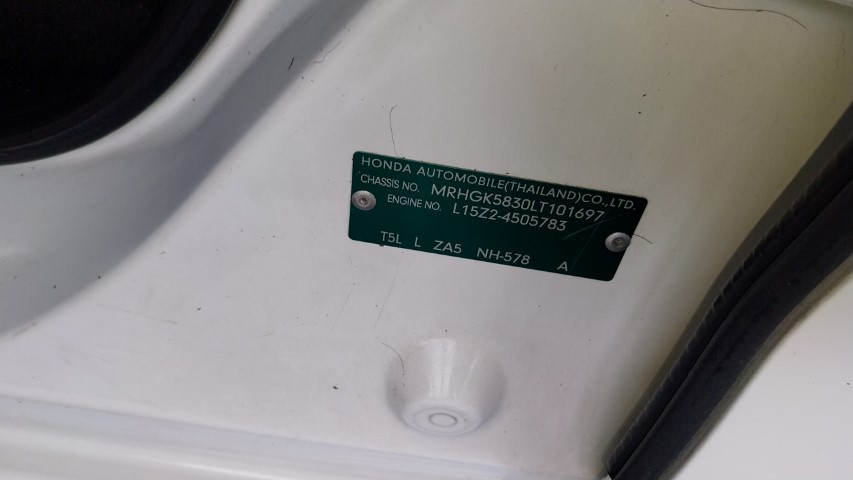 HONDA AUTOMOBILE(THAILAND)CO.,LTD.
CHASSIS NO. MRHGK5830LT101697
ENGINE NO. L15Z2-4505783
T5L L ZA5 NH-578 A